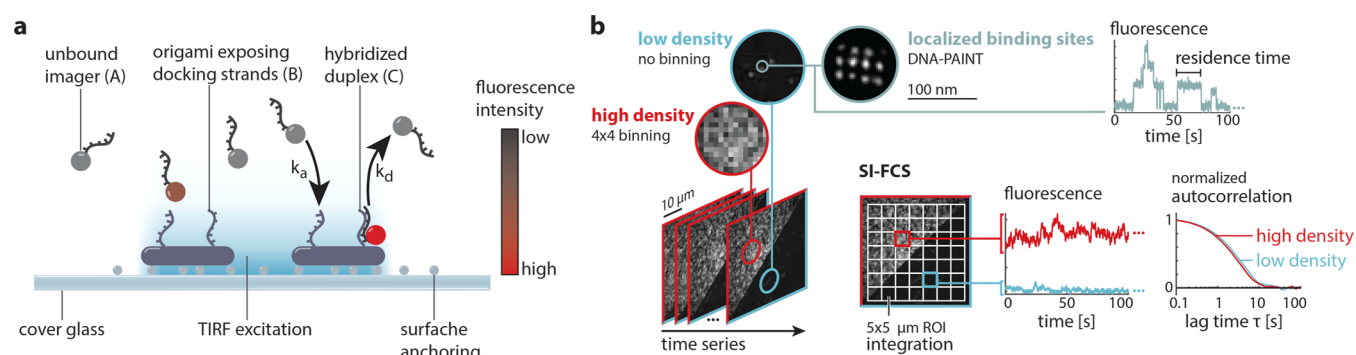 a
unbound
imager (A)
origami exposing
docking strands (B)
hybridized
duplex (C)
fluorescence
intensity
low
high
ka
kd
cover glass
TIRF excitation
surfache
anchoring
b
low density
no binning
localized binding sites
DNA-PAINT
100 nm
fluorescence
residence time
0
50
100
time [s]
high density
4x4 binning
10 µm
...
time series
SI-FCS
5x5 µm ROI
integration
fluorescence
...
...
0
50
100
time [s]
normalized
autocorrelation
1
0
high density
low density
0.1
1
10
100
lag time τ [s]